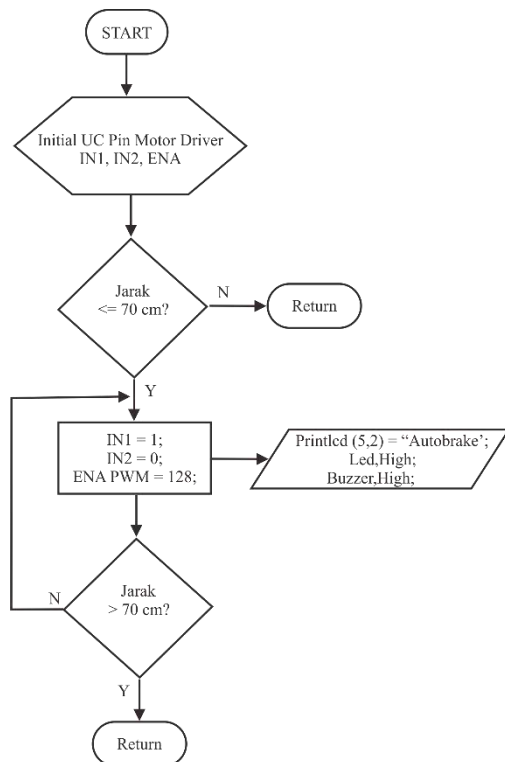 START
Initial UC Pin Motor Driver
IN1, IN2, ENA
Jarak
<= 70 cm?
N
Return
Y
IN1 = 1;
IN2 = 0;
ENA PWM = 128;
Printlcd (5,2) = “Autobrake’;
Led,High;
Buzzer,High;
Jarak
> 70 cm?
N
Y
Return